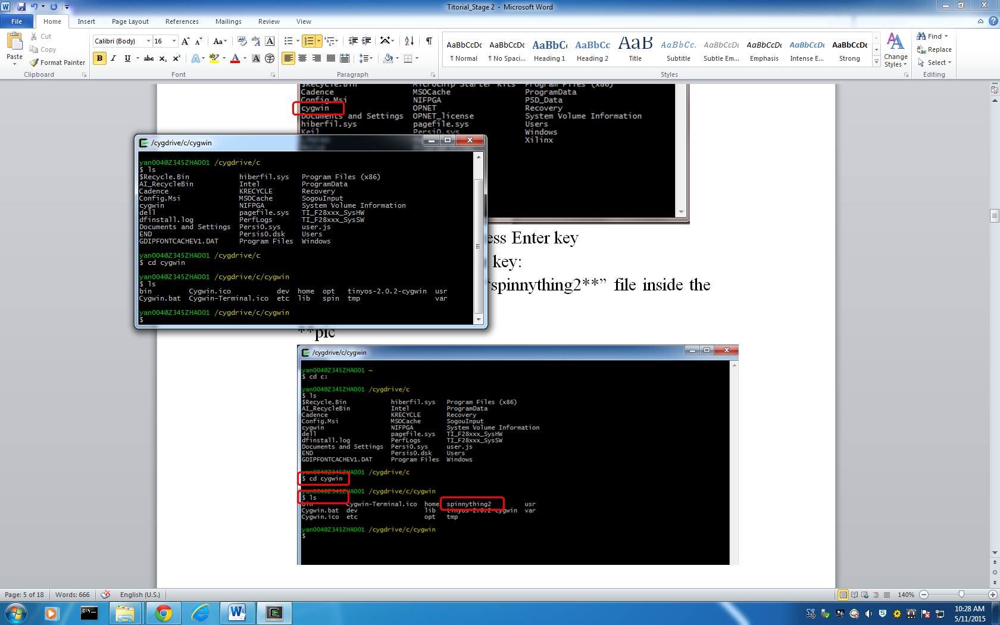 Titorial_Stage 2 - Microsoft Word
File Home Insert Page Layout References Mailings Review View
Paste Cut Copy Format Painter
Calibri (Body) 16
AaBbCcDc AaBbCcDc AaBbC AaBbCc AaB AaBbCc. AaBbCcDc AaBbCcDc AaBbCcDc AaBbCcDc
¶ Normal ¶ No Spaci... Heading 1 Heading 2 Title Subtitle Subtle Em... Emphasis Intense E... Strong
Change Styles
Find
Replace
Select
Clipboard Font Paragraph Styles Editing
$Recycle.Bin Microchip Starter Kits Program Files (x86)
Cadence MSOCache ProgramData
Config.Msi NIFPGA PSD_Data
cygwin OPNET Recovery
Documents and Settings OPNET_license System Volume Information
hiberfil.sys pagefile.sys Users
Keil Persi0.sys Windows
Xilinx
/cygdrive/c/cygwin
yan004@Z345ZHAO01 /cygdrive/c
$ ls
$Recycle.Bin hiberfil.sys Program Files (x86)
AI_RecycleBin Intel ProgramData
Cadence KRECYCLE Recovery
Config.Msi MSOCache SogouInput
cygwin NIFPGA System Volume Information
dell pagefile.sys TI_F28xxx_SysHW
dfinstall.log PerfLogs TI_F28xxx_SysSW
Documents and Settings Persi0.sys user.js
END Persi0.dsk Users
GDIPFONTCACHEV1.DAT Program Files Windows
yan004@Z345ZHAO01 /cygdrive/c
$ cd cygwin
yan004@Z345ZHAO01 /cygdrive/c/cygwin
$ ls
bin Cygwin.ico dev home opt tinyos-2.0.2-cygwin usr
Cygwin.bat Cygwin-Terminal.ico etc lib spin tmp var
yan004@Z345ZHAO01 /cygdrive/c/cygwin
$
ess Enter key
key:
“spinnything2**” file inside the
**pic
/cygdrive/c/cygwin
yan004@Z345ZHAO01 ~
$ cd c:
yan004@Z345ZHAO01 /cygdrive/c
$ ls
$Recycle.Bin hiberfil.sys Program Files (x86)
AI_RecycleBin Intel ProgramData
Cadence KRECYCLE Recovery
Config.Msi MSOCache SogouInput
cygwin NIFPGA System Volume Information
dell pagefile.sys TI_F28xxx_SysHW
dfinstall.log PerfLogs TI_F28xxx_SysSW
Documents and Settings Persi0.sys user.js
END Persi0.dsk Users
GDIPFONTCACHEV1.DAT Program Files Windows
yan004@Z345ZHAO01 /cygdrive/c
$ cd cygwin
yan004@Z345ZHAO01 /cygdrive/c/cygwin
$ ls
bin Cygwin-Terminal.ico home spinnything2 usr
Cygwin.bat dev lib tinyos-2.0.2-cygwin var
Cygwin.ico etc opt tmp
yan004@Z345ZHAO01 /cygdrive/c/cygwin
$
Page: 5 of 18 Words: 666 English (U.S.) 140%
10:28 AM
5/11/2015